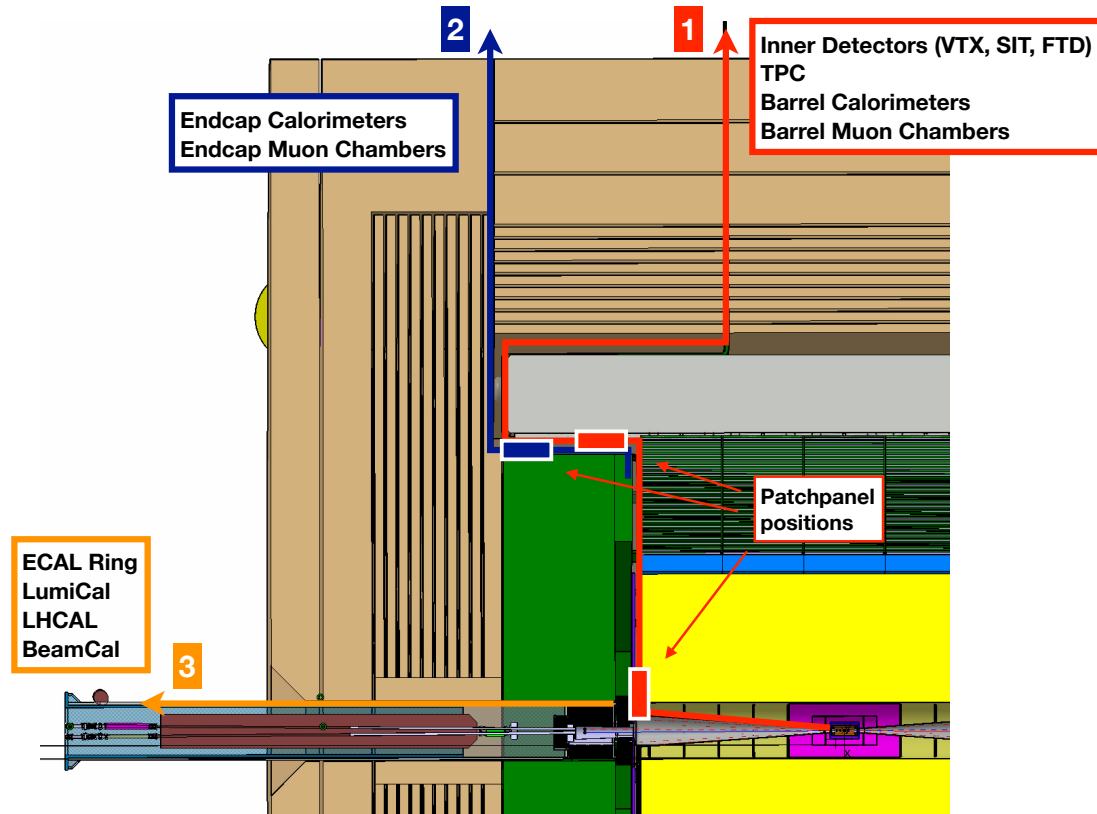 2
1
Inner Detectors (VTX, SIT, FTD)
TPC
Barrel Calorimeters
Barrel Muon Chambers
Endcap Calorimeters
Endcap Muon Chambers
Patchpanel
positions
ECAL Ring
LumiCal
LHCAL
BeamCal
3
X